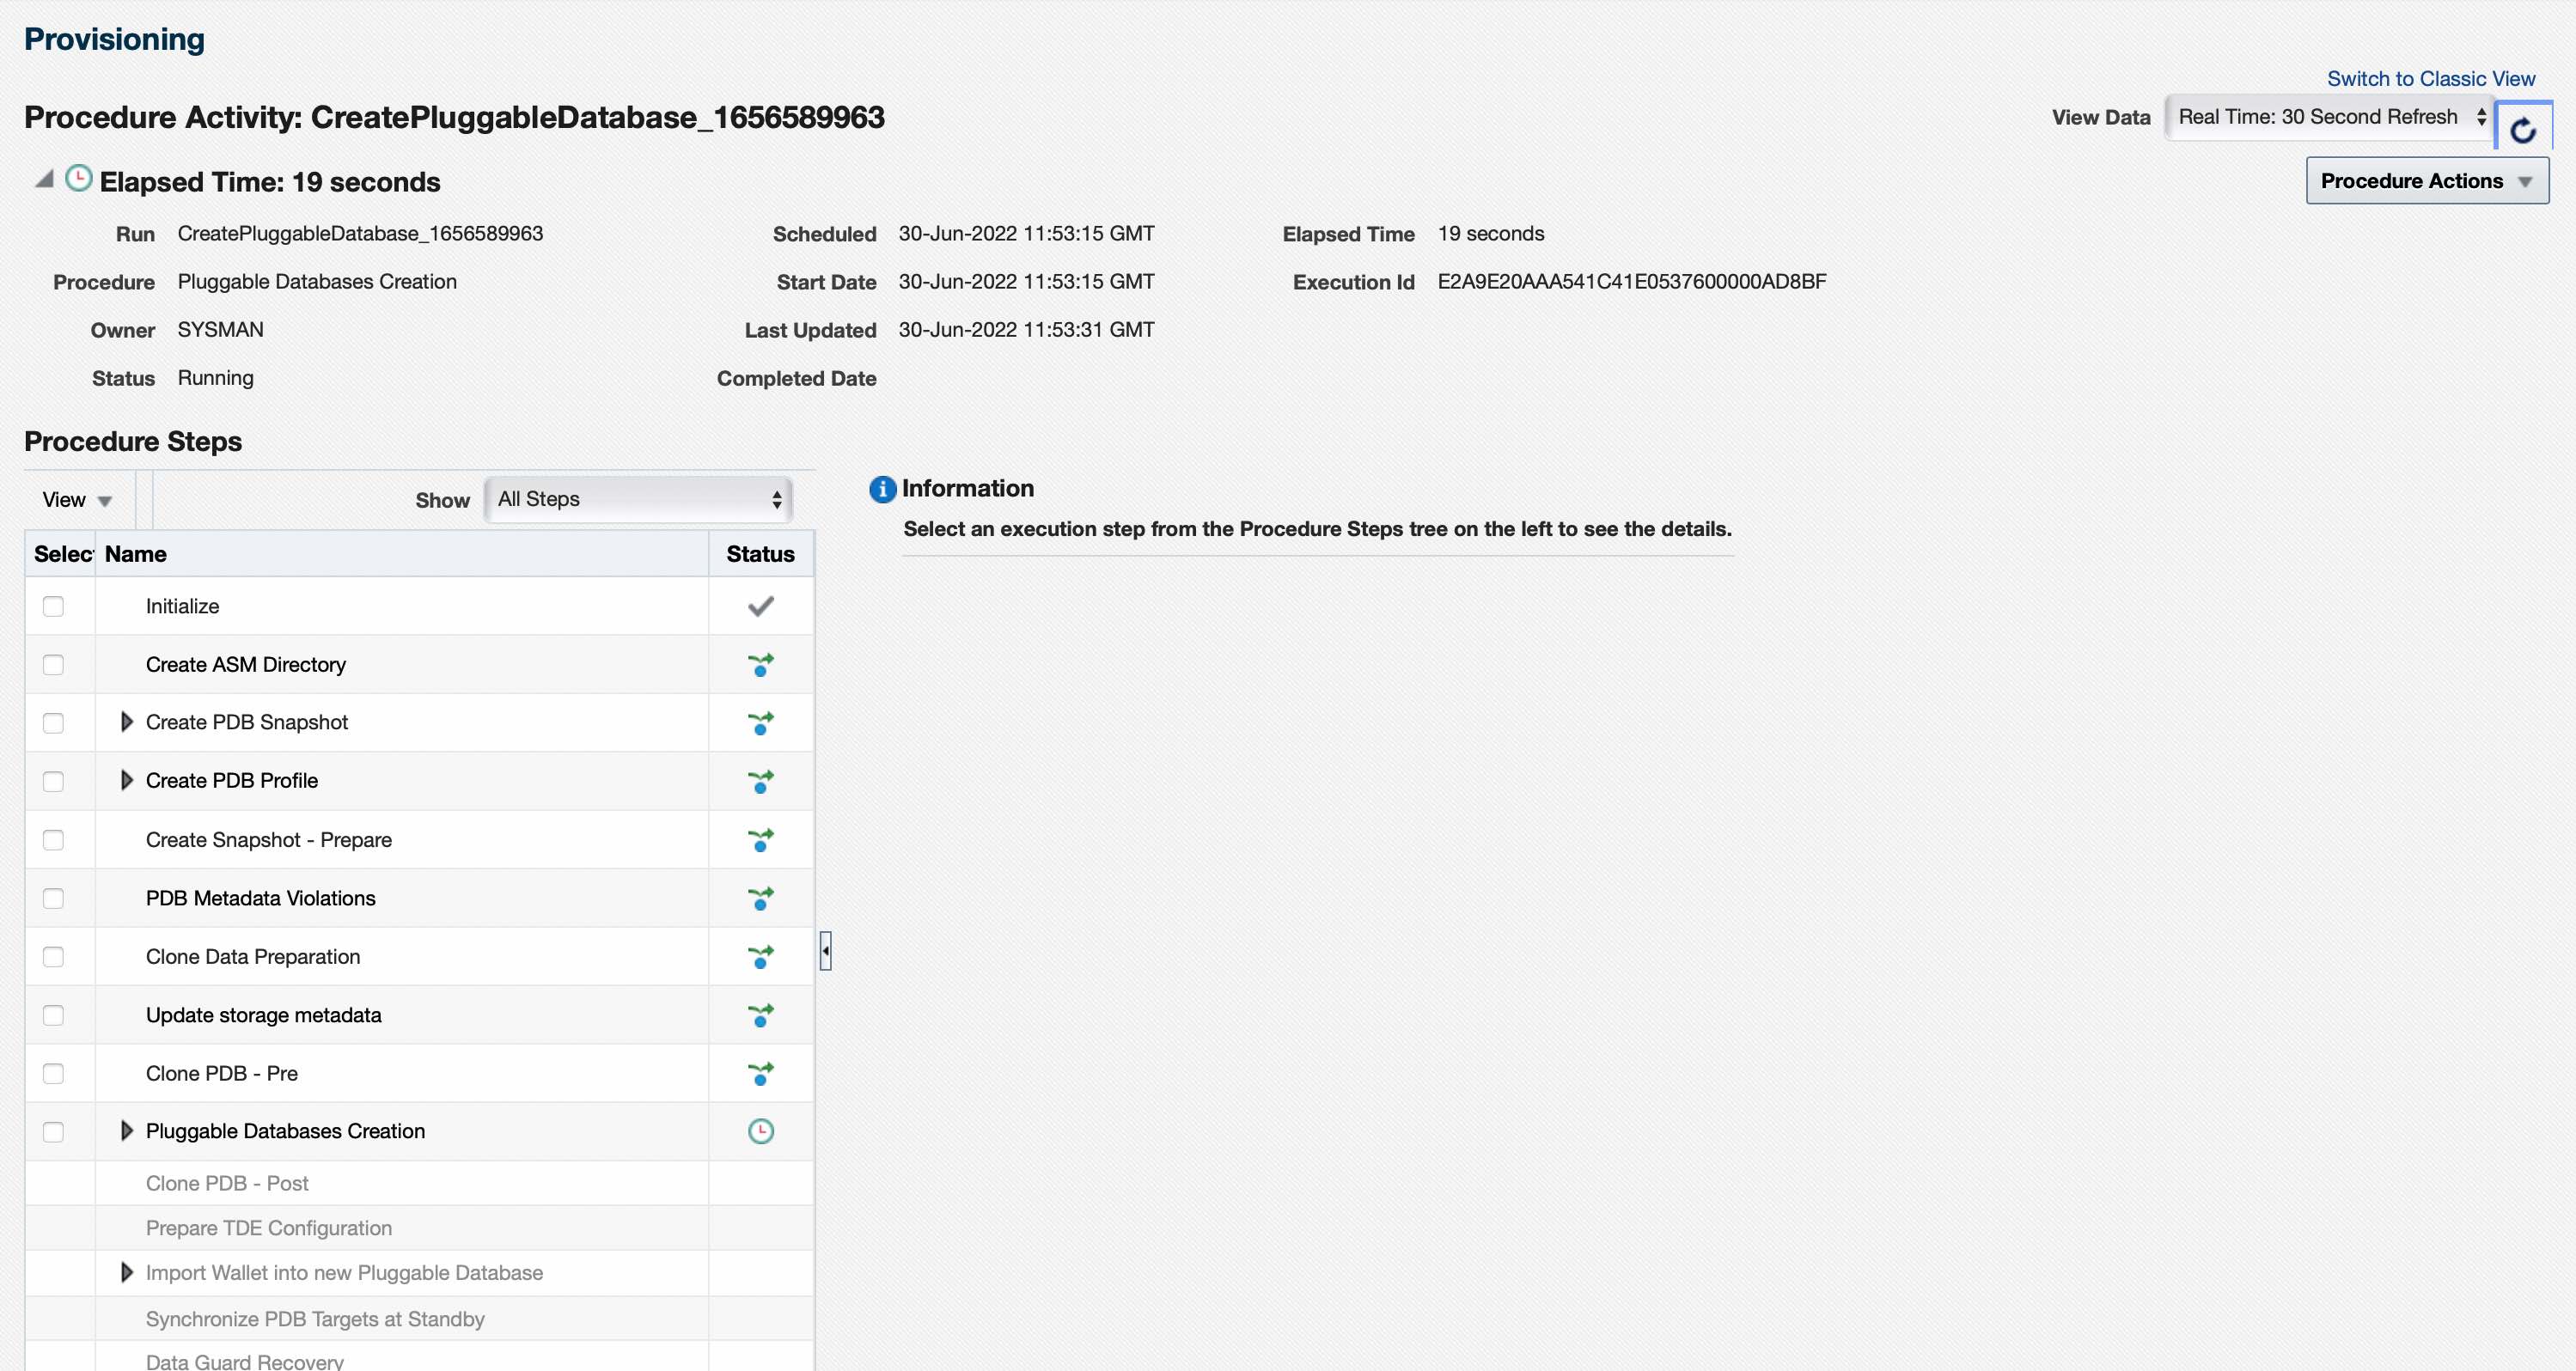 Provisioning
Switch to Classic View
Procedure Activity: CreatePluggableDatabase_1656589963
View Data Real Time: 30 Second Refresh
Elapsed Time: 19 seconds
Procedure Actions
Run CreatePluggableDatabase_1656589963 Scheduled 30-Jun-2022 11:53:15 GMT Elapsed Time 19 seconds
Procedure Pluggable Databases Creation Start Date 30-Jun-2022 11:53:15 GMT Execution Id E2A9E20AAA541C41E0537600000AD8BF
Owner SYSMAN Last Updated 30-Jun-2022 11:53:31 GMT
Status Running Completed Date
Procedure Steps
View Show All Steps
Information
Select an execution step from the Procedure Steps tree on the left to see the details.
Selec Name Status
Initialize
Create ASM Directory
Create PDB Snapshot
Create PDB Profile
Create Snapshot - Prepare
PDB Metadata Violations
Clone Data Preparation
Update storage metadata
Clone PDB - Pre
Pluggable Databases Creation
Clone PDB - Post
Prepare TDE Configuration
Import Wallet into new Pluggable Database
Synchronize PDB Targets at Standby
Data Guard Recovery